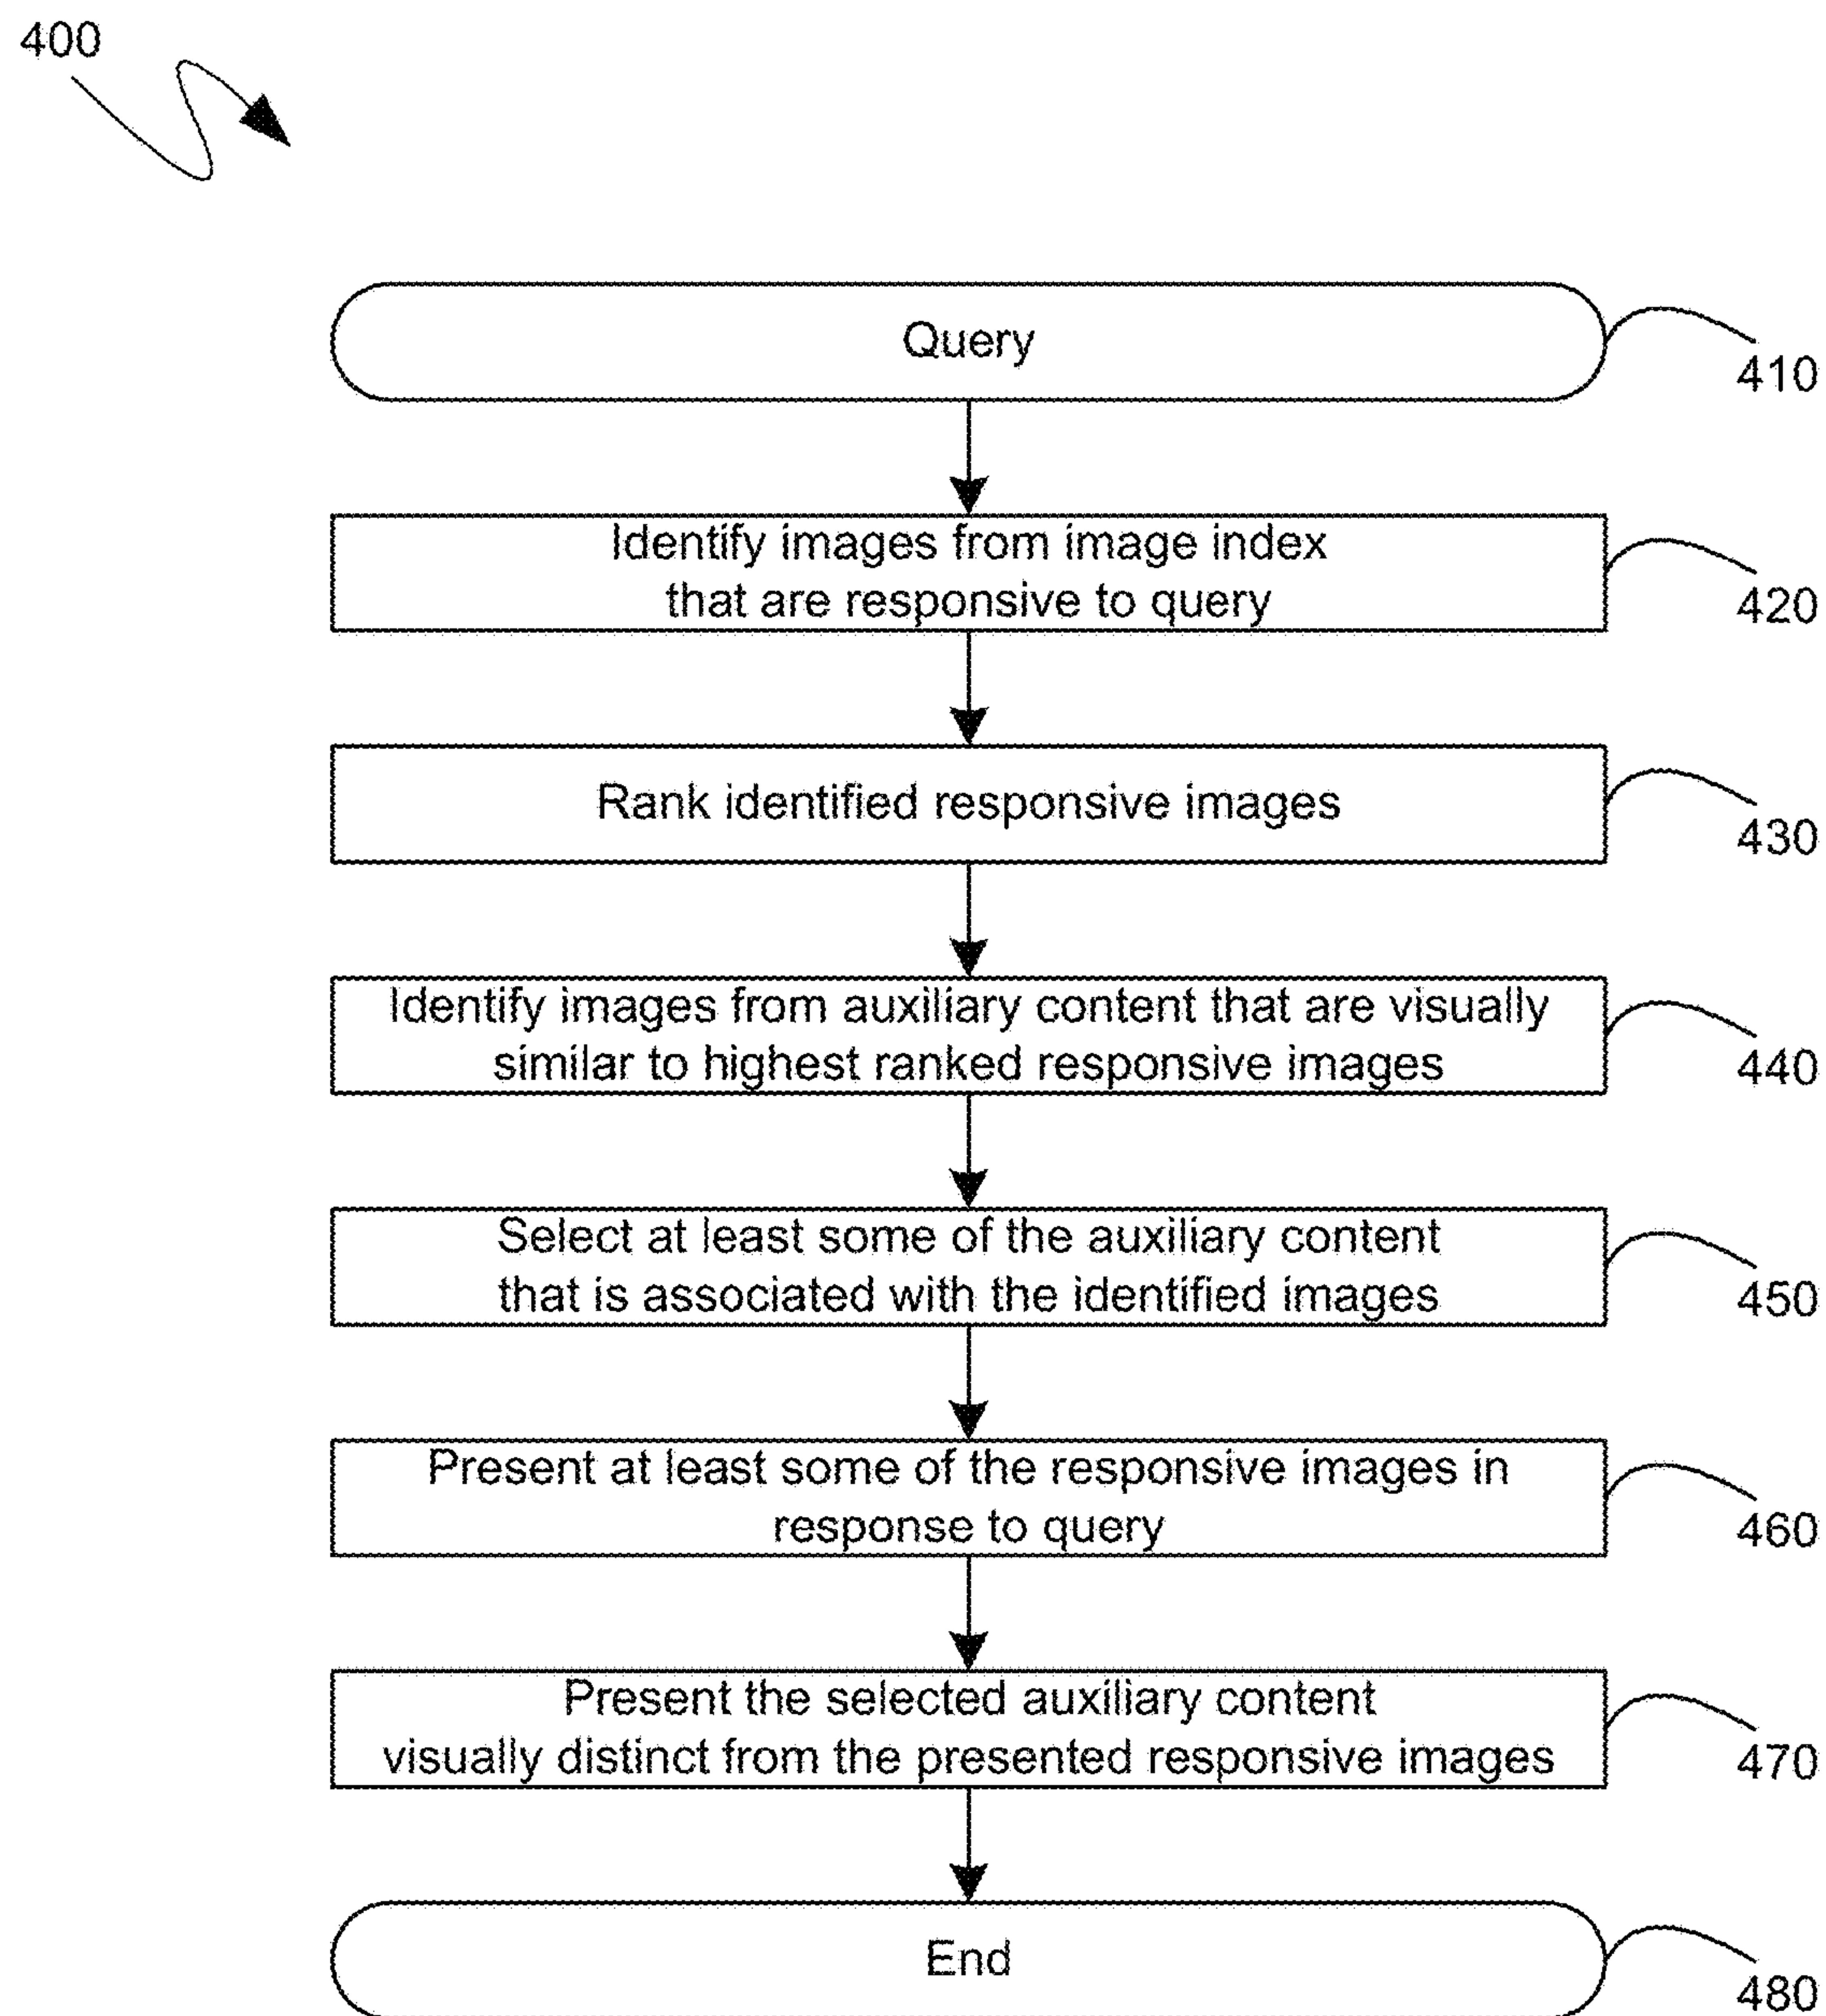 400
Query
410
Identify images from image index
that are responsive to query
420
Rank identified responsive images
430
Identify images from auxiliary content that are visually
similar to highest ranked responsive images
440
Select at least some of the auxiliary content
that is associated with the identified images
450
Present at least some of the responsive images in
response to query
460
Present the selected auxiliary content
visually distinct from the presented responsive images
470
End
480